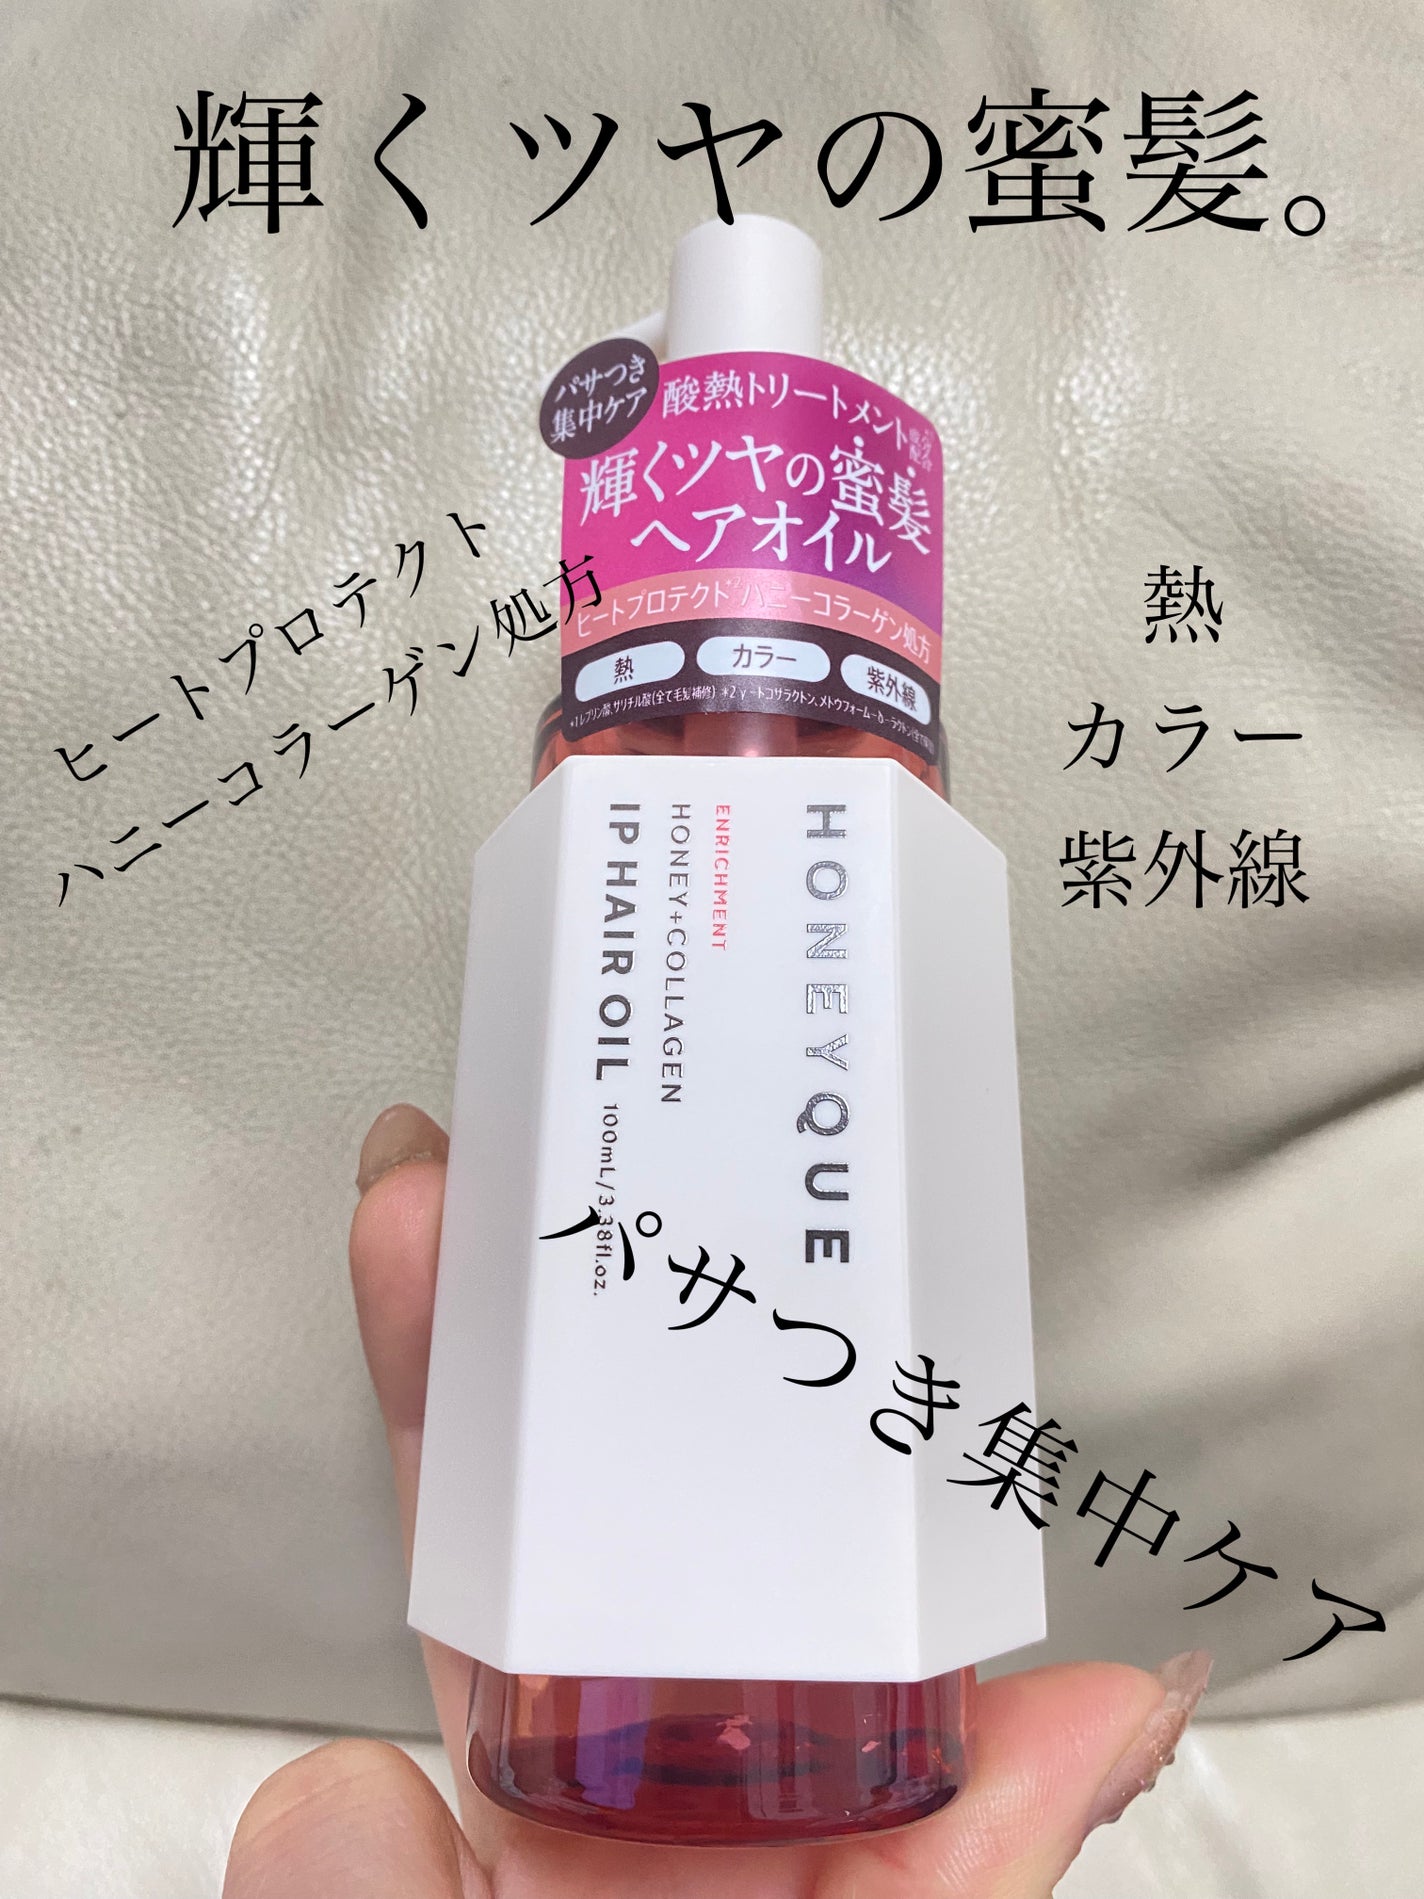 輝くツヤの蜜髪。
パサつき
集中ケア
酸熱トリートメント
輝くツヤの蜜髪
ヘアオイル
ヒートプロテクト*2ハニーコラーゲン処方
熱 カラー 紫外線
ヒートプロテクト
ハニーコラーゲン処方
熱
カラー
紫外線
HONEYQUE
ENRICHMENT
HONEY+COLLAGEN
IP HAIR OIL 100mL/3.38fl.oz.
パサつき集中ケア